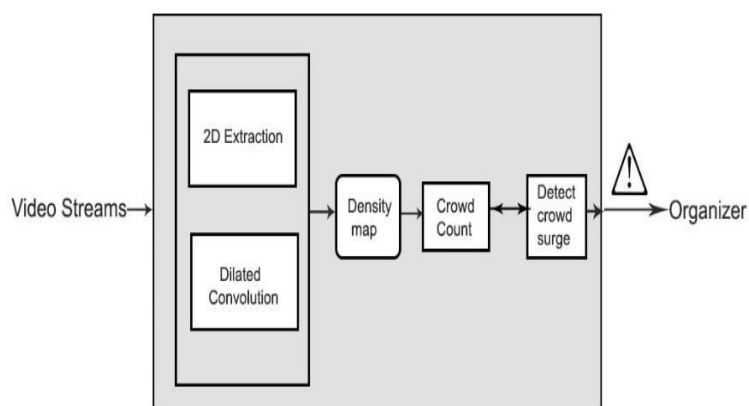 Video Streams
2D Extraction
Dilated
Convolution
Density
map
Crowd
Count
Detect
crowd
surge
!
Organizer